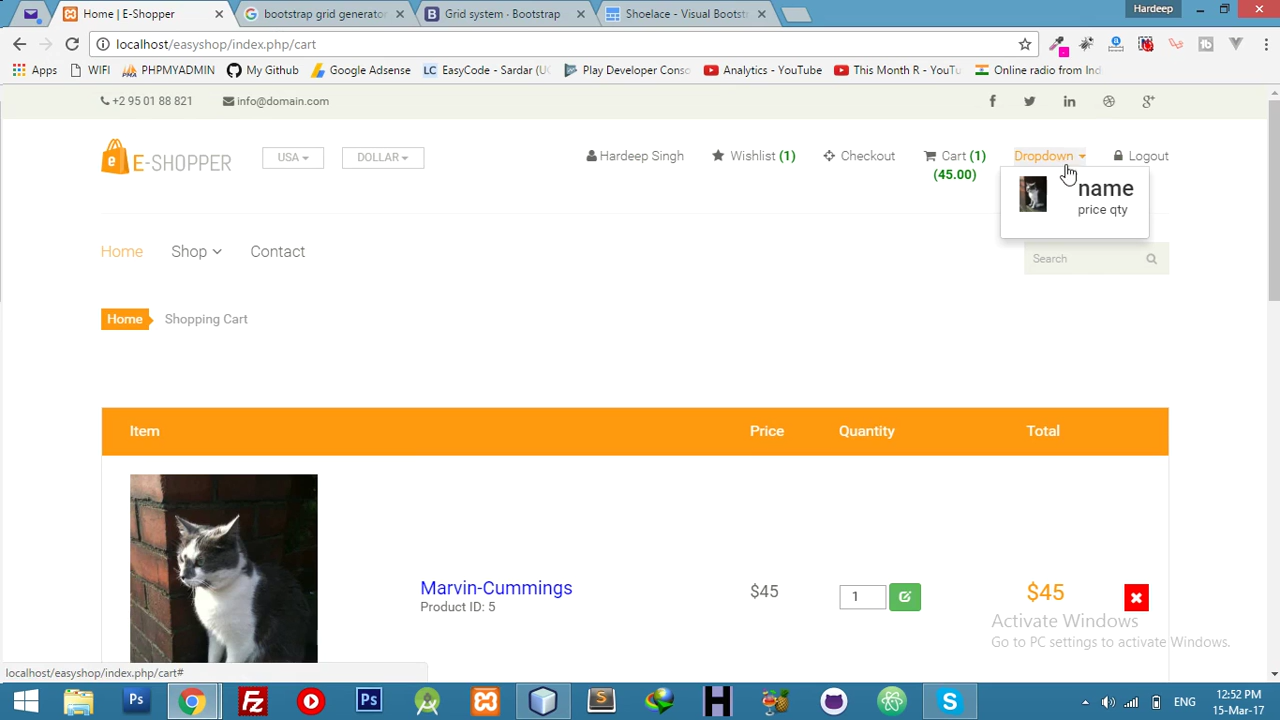 Hardeep
Home | E-Shopper
bootstrap grid generator
Grid system · Bootstrap
Shoelace - Visual Bootst
localhost/easyshop/index.php/cart
Apps WIFI PHPMYADMIN My Github Google Adsense EasyCode - Sardar (U Play Developer Conso Analytics - YouTube This Month R - YouTu Online radio from Ind
+2 95 01 88 821 info@domain.com
E-SHOPPER USA DOLLAR
Hardeep Singh Wishlist (1) Checkout Cart (1) Dropdown Logout
(45.00)
name
price qty
Home Shop Contact
Search
Home Shopping Cart
Item Price Quantity Total
Marvin-Cummings
Product ID: 5
$45 1 $45
Activate Windows
Go to PC settings to activate Windows.
localhost/easyshop/index.php/cart#
ENG
12:52 PM
15-Mar-17